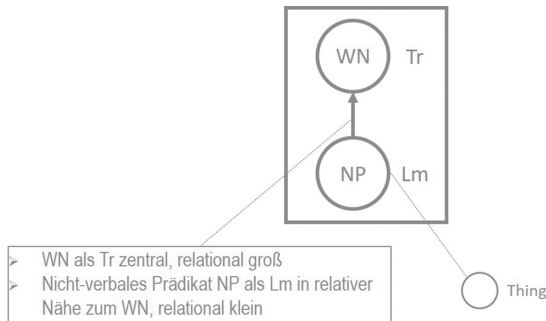 WN Tr
NP Lm
➢ WN als Tr zentral, relational groß
➢ Nicht-verbales Prädikat NP als Lm in relativer
Nähe zum WN, relational klein
Thing